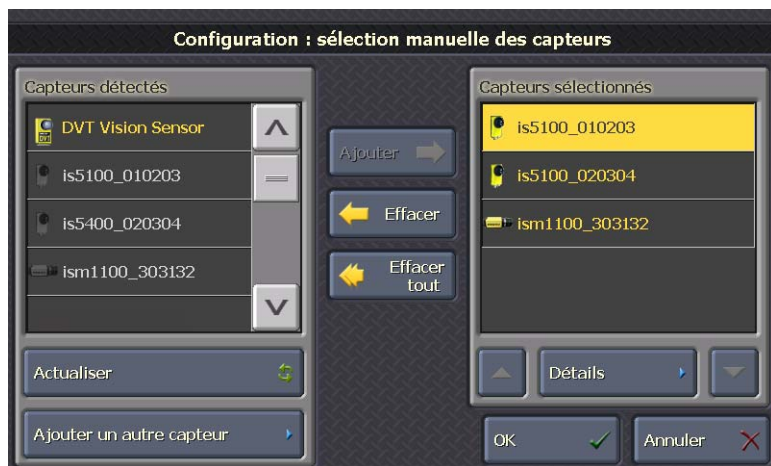 Configuration : sélection manuelle des capteurs
Capteurs détectés
DVT Vision Sensor
is5100_010203
is5400_020304
ism1100_303132
Actualiser
Ajouter un autre capteur
Ajouter
Effacer
Effacer
tout
Capteurs sélectionnés
is5100_010203
is5100_020304
ism1100_303132
Détails
OK
Annuler